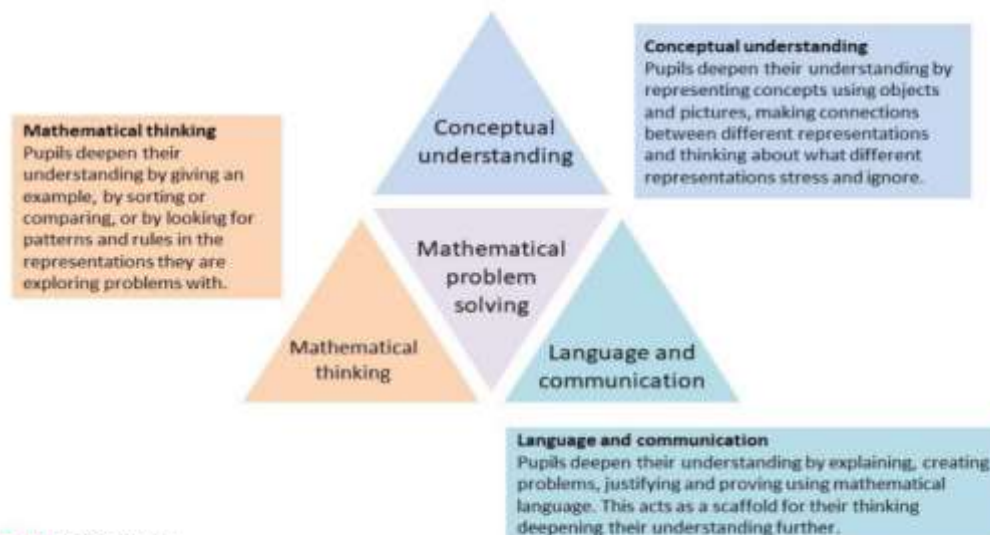 Conceptual
understanding
Conceptual understanding
Pupils deepen their understanding by
representing concepts using objects
and pictures, making connections
between different representations
and thinking about what different
representations stress and ignore.
Mathematical thinking
Pupils deepen their
understanding by giving an
example, by sorting or
comparing, or by looking for
patterns and rules in the
representations they are
exploring problems with.
Mathematical
problem
solving
Mathematical
thinking
Language and
communication
Language and communication
Pupils deepen their understanding by explaining, creating
problems, justifying and proving using mathematical
language. This acts as a scaffold for their thinking
deepening their understanding further.